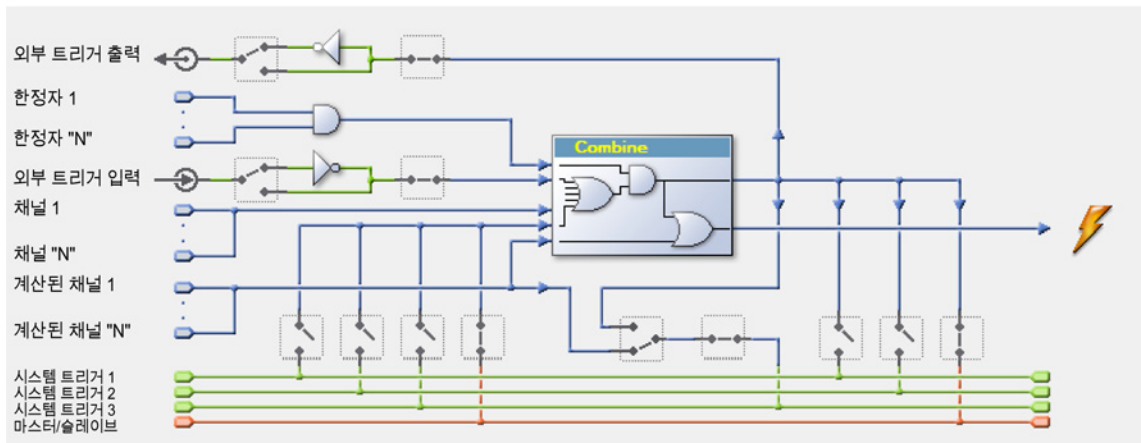 외부 트리거 출력
한정자 1
한정자 "N"
외부 트리거 입력
채널 1
채널 "N"
계산된 채널 1
계산된 채널 "N"
시스템 트리거 1
시스템 트리거 2
시스템 트리거 3
마스터/슬레이브
Combine